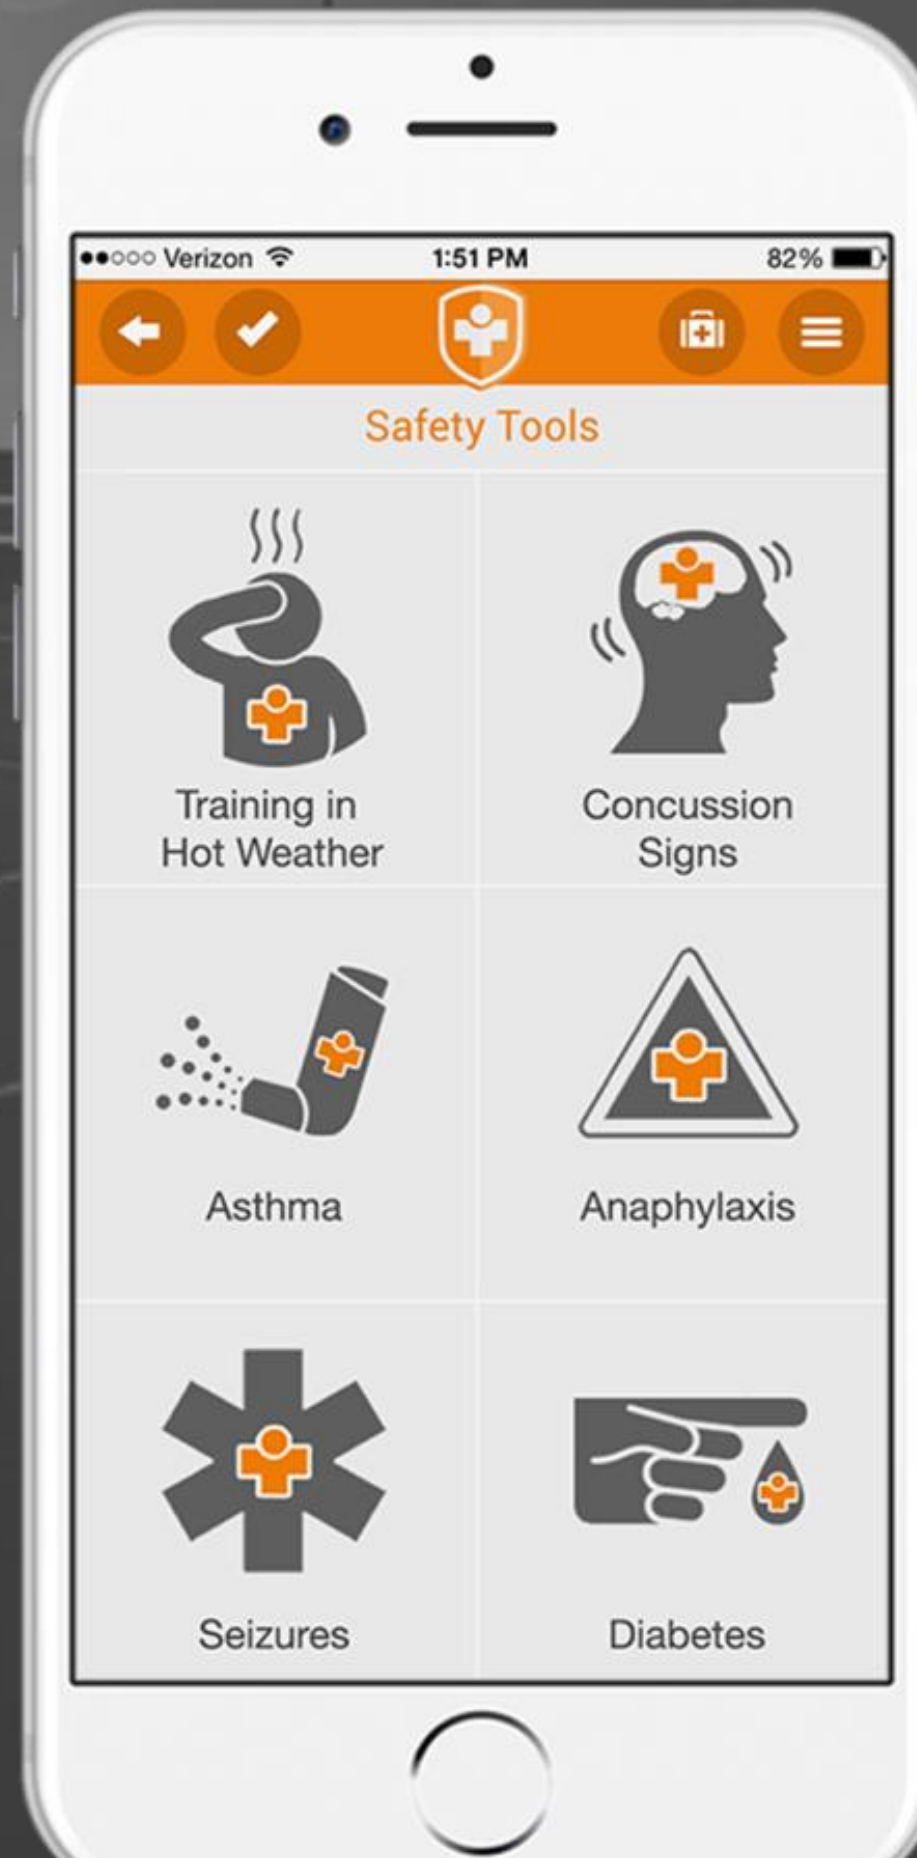 Verizon 1:51 PM 82%
Safety Tools
Training in
Hot Weather
Concussion
Signs
Asthma
Anaphylaxis
Seizures
Diabetes